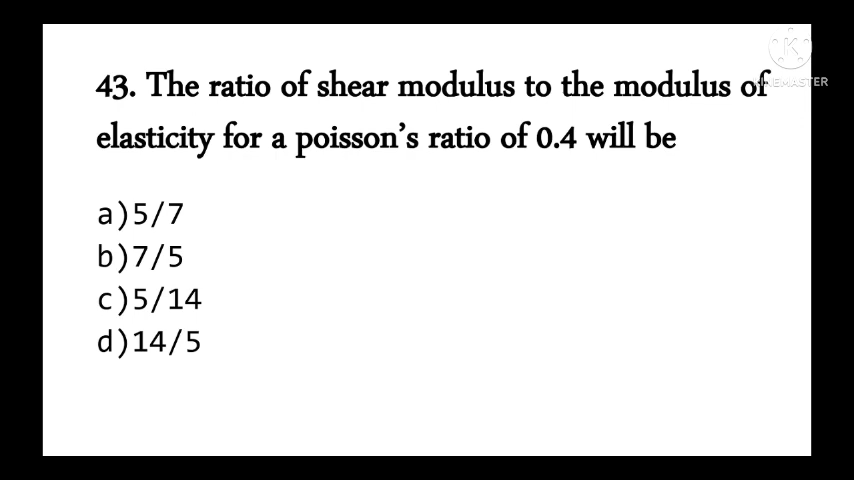 KINEMASTER
43. The ratio of shear modulus to the modulus of
elasticity for a poisson's ratio of 0.4 will be
a)5/7
b)7/5
c)5/14
d)14/5